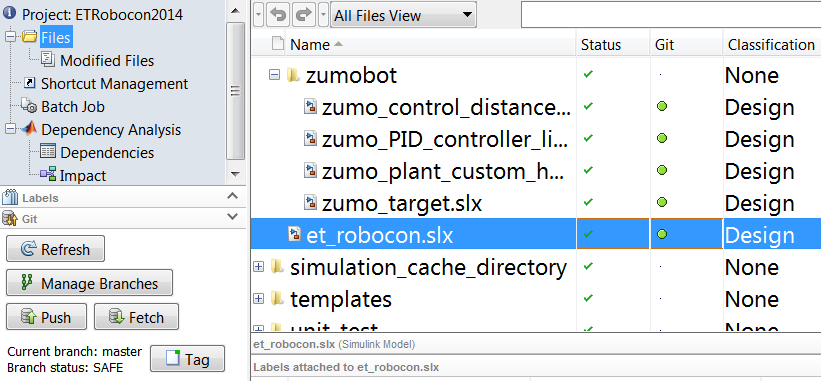 Project: ETRobocon2014
Files
Modified Files
Shortcut Management
Batch Job
Dependency Analysis
Dependencies
Impact
Labels
Git
Refresh
Manage Branches
Push Fetch
Current branch: master
Branch status: SAFE
Tag
All Files View
Name Status Git Classification
zumobot None
zumo_control_distance... Design
zumo_PID_controller_li... Design
zumo_plant_custom_h... Design
zumo_target.slx Design
et_robocon.slx Design
simulation_cache_directory None
templates None
unit_test None
et_robocon.slx (Simulink Model)
Labels attached to et_robocon.slx